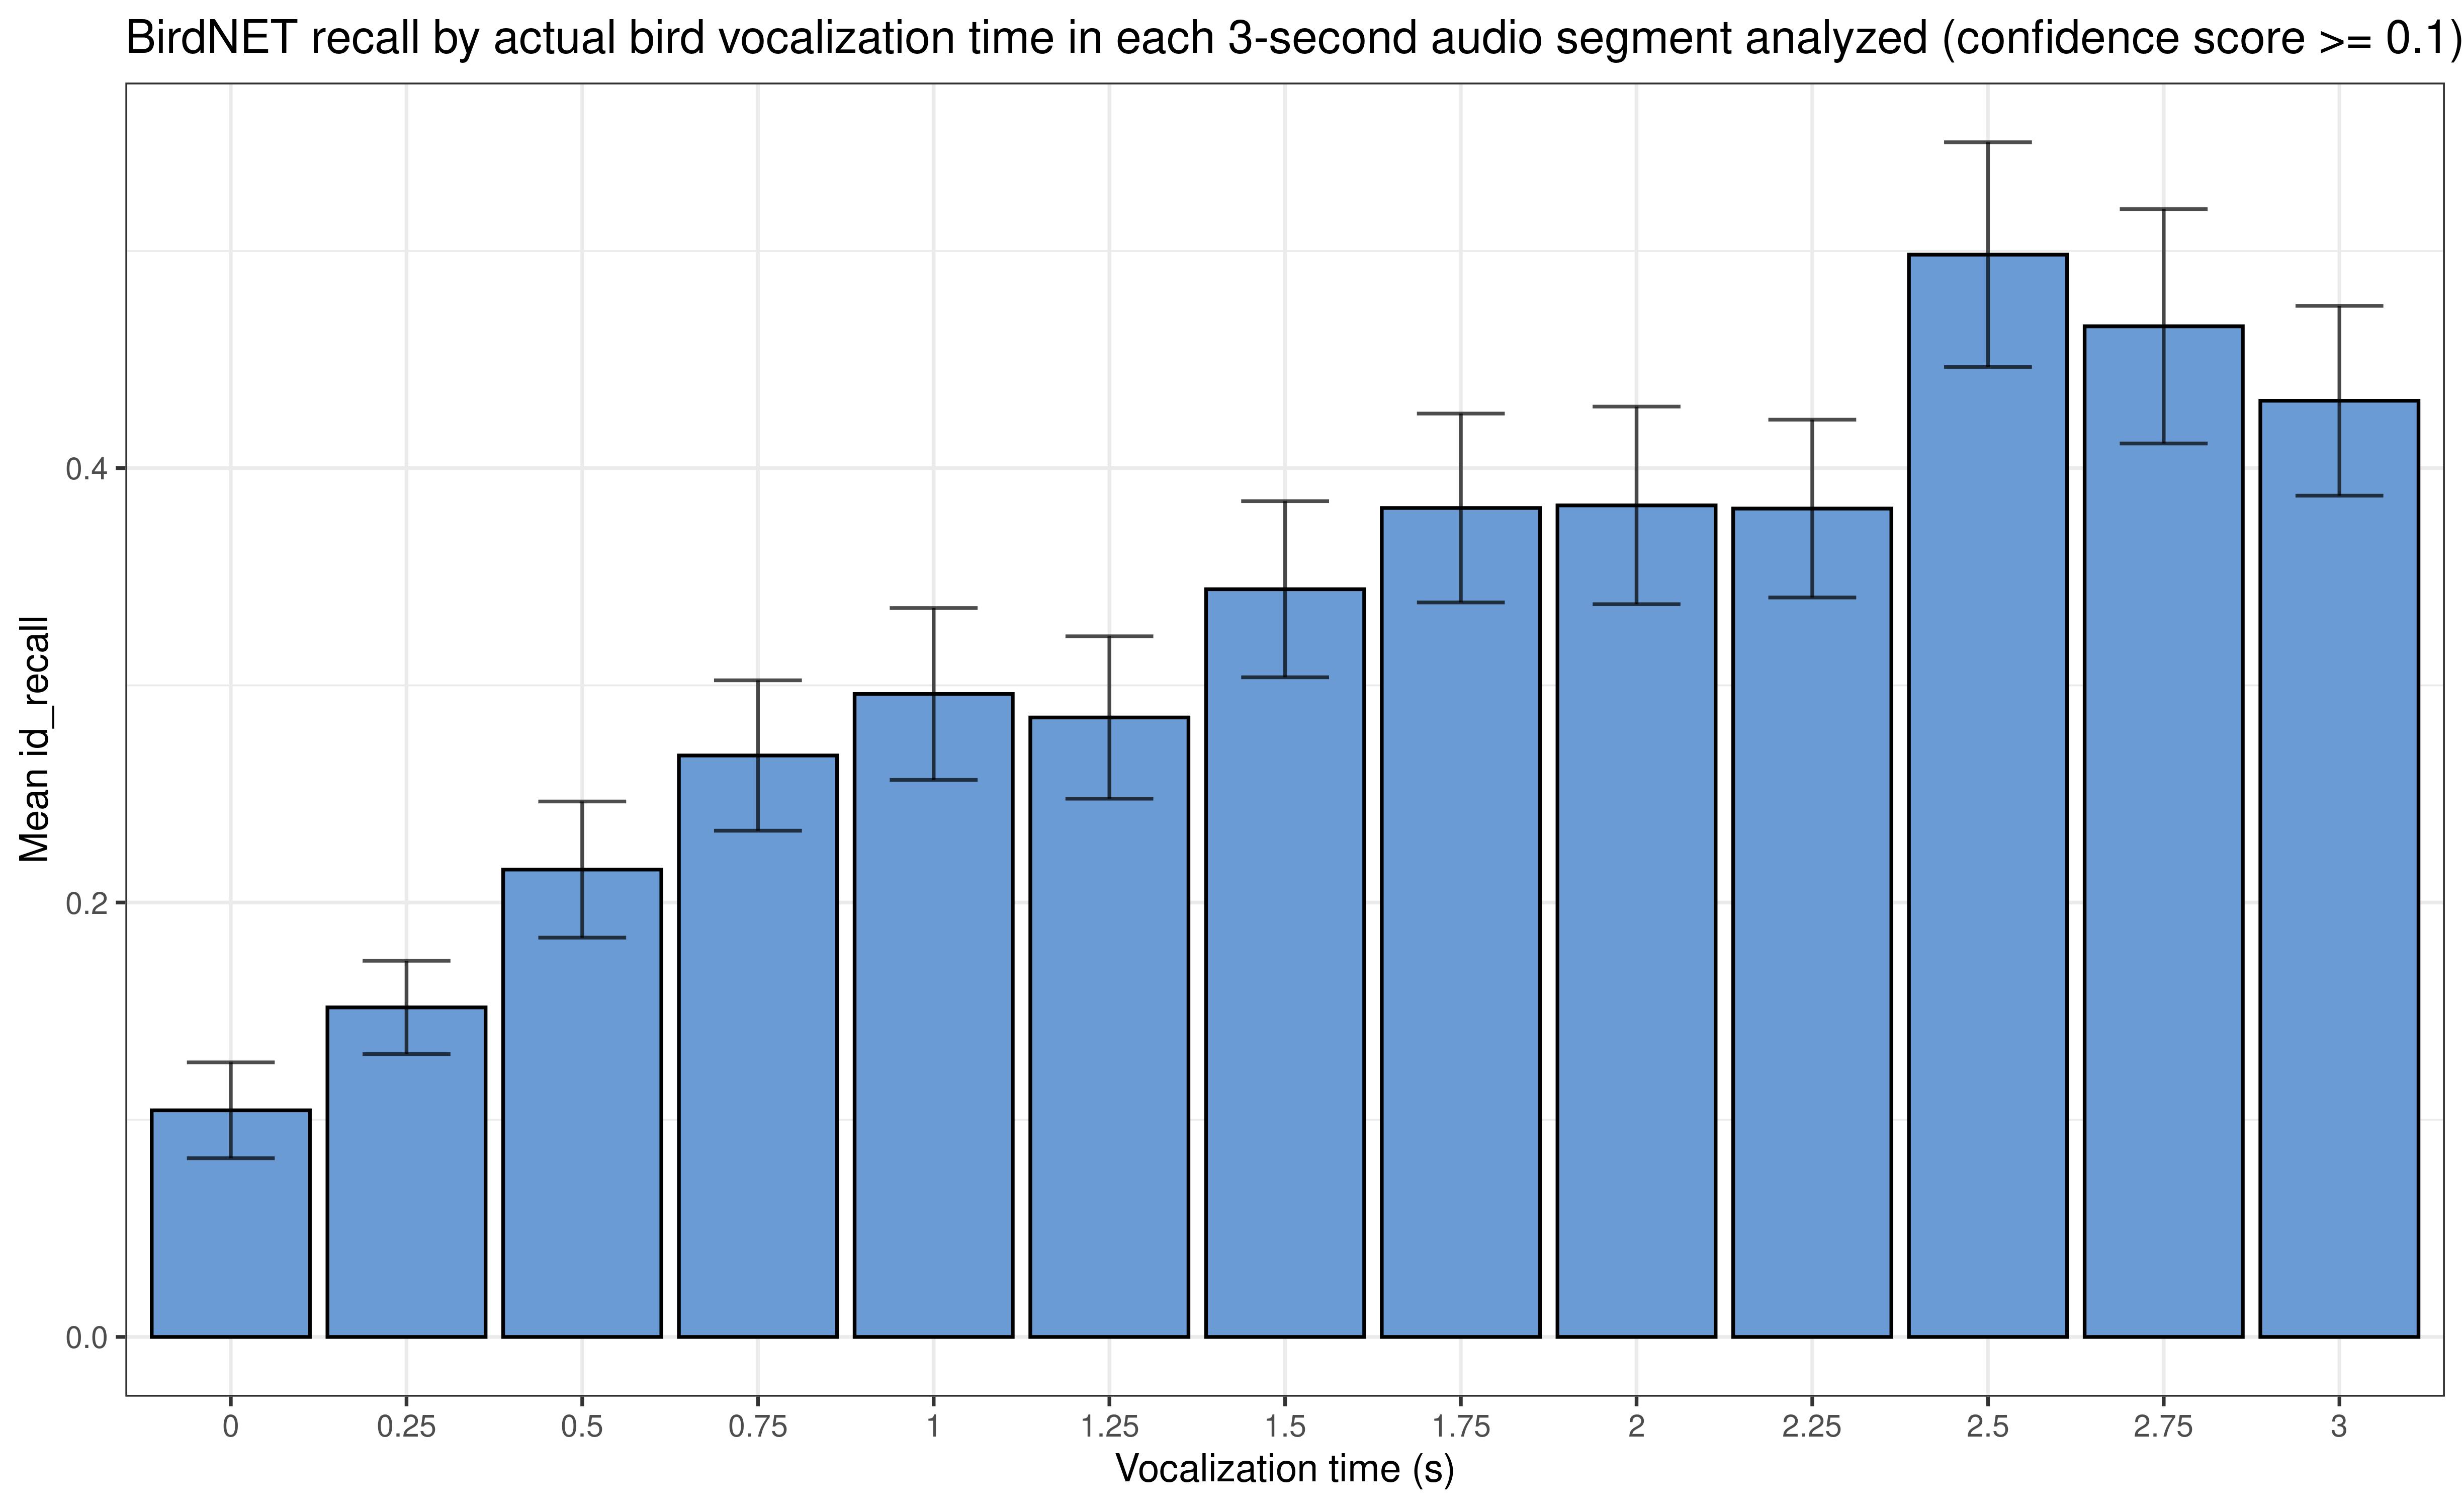 BirdNET recall by actual bird vocalization time in each 3-second audio segment analyzed (confidence score >= 0.1)
Mean id_recall
0.4
0.2
0.0
0 0.25 0.5 0.75 1 1.25 1.5 1.75 2 2.25 2.5 2.75 3
Vocalization time (s)